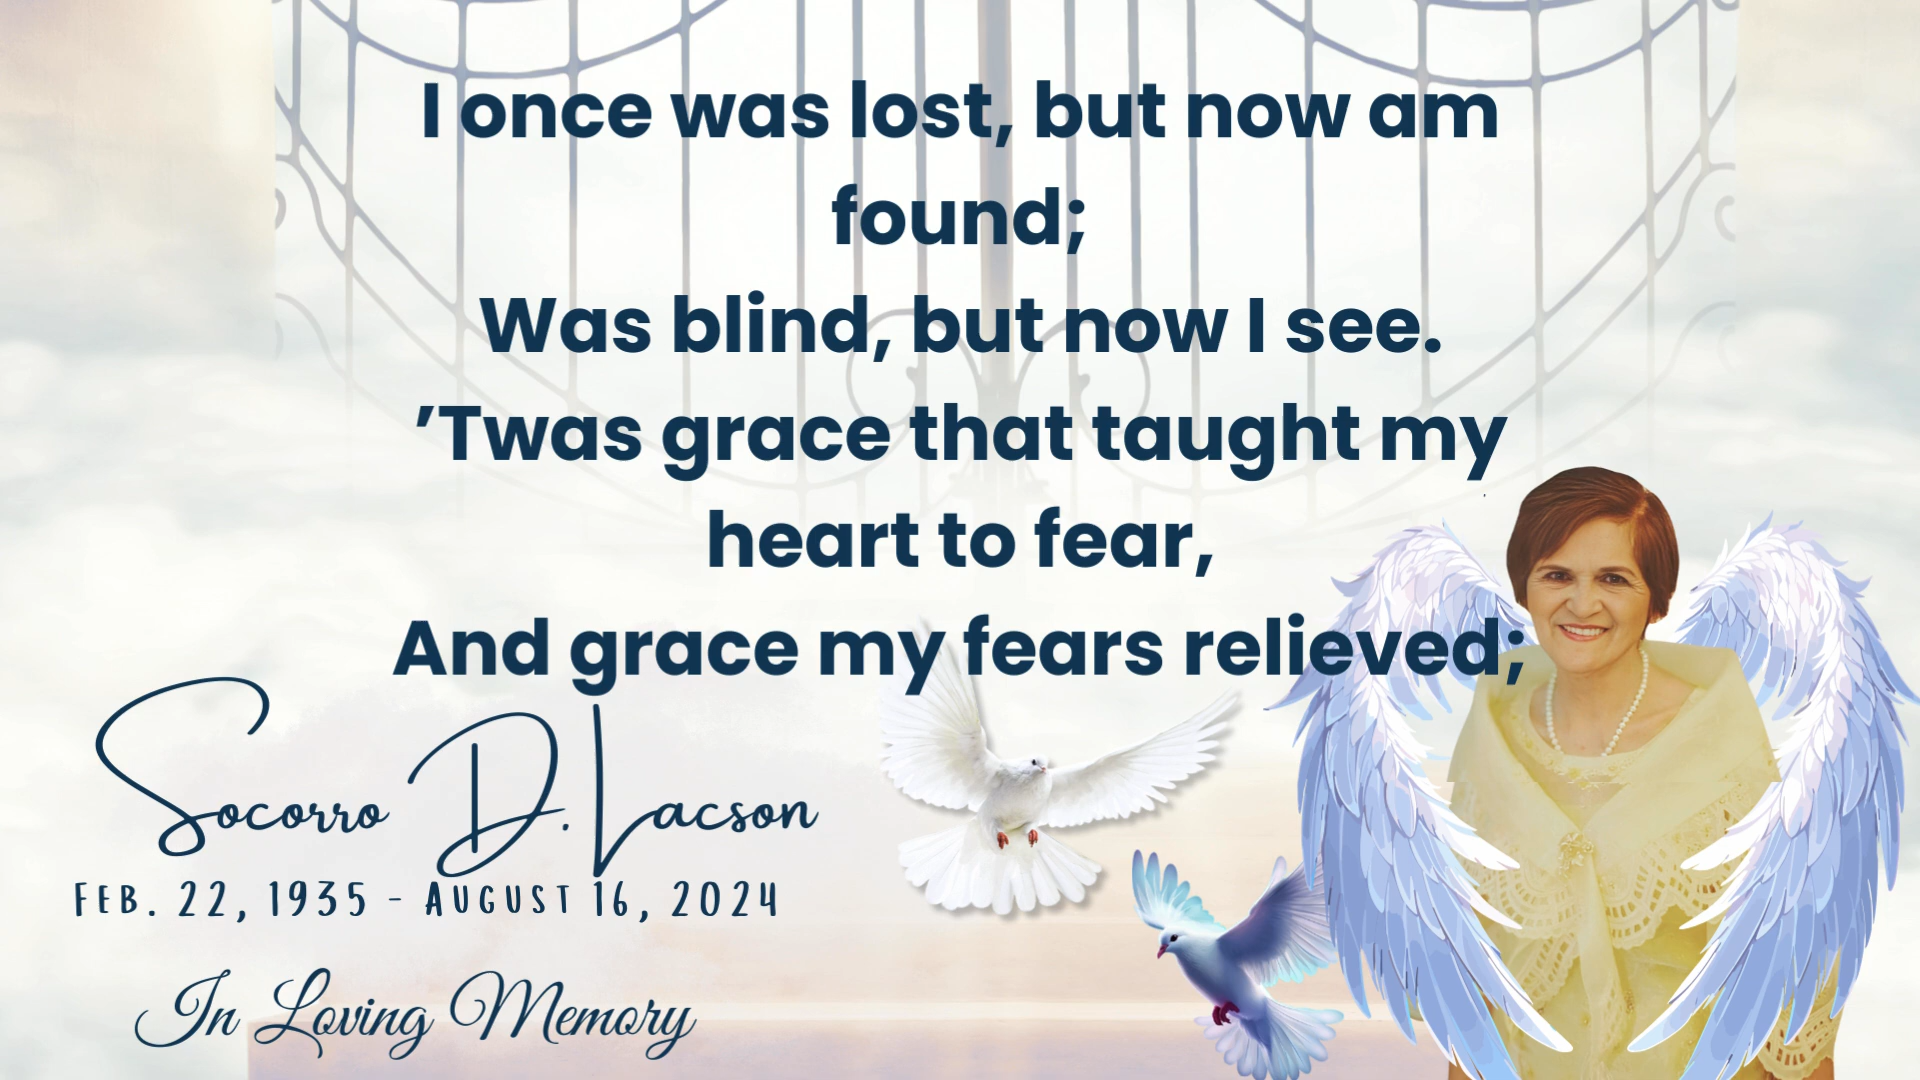 I once was lost, but now am
found;
Was blind, but now I see.
’Twas grace that taught my
heart to fear,
And grace my fears relieved;
Socorro D. Lacson
Feb. 22, 1935 - August 16, 2024
In Loving Memory